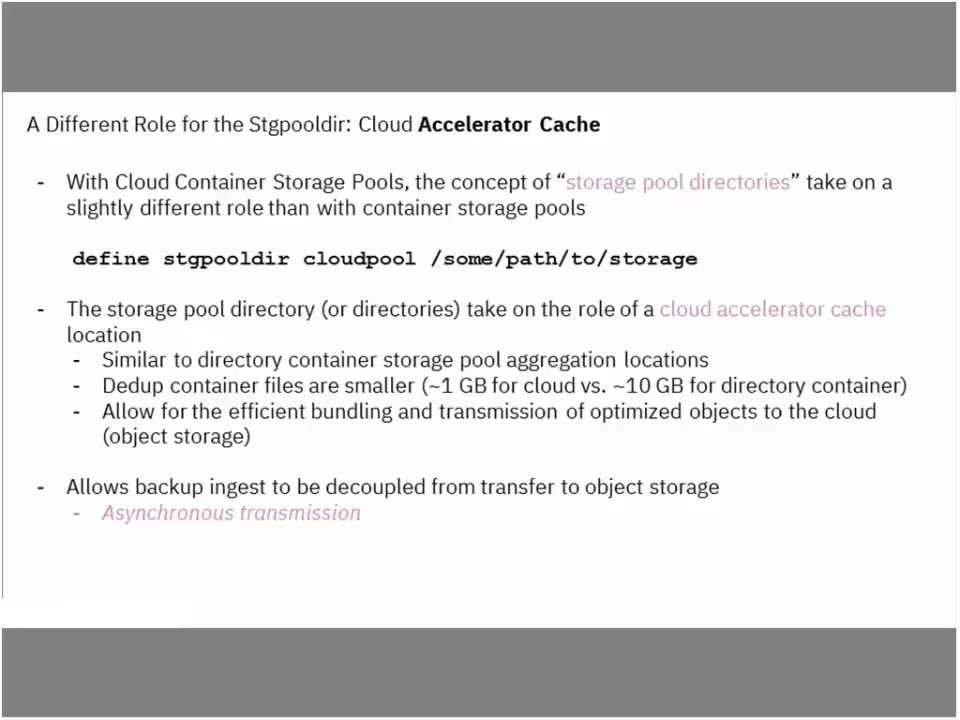 A Different Role for the Stgpooldir: Cloud Accelerator Cache
- With Cloud Container Storage Pools, the concept of “storage pool directories” take on a
slightly different role than with container storage pools
define stgpooldir cloudpool /some/path/to/storage
- The storage pool directory (or directories) take on the role of a cloud accelerator cache
location
- Similar to directory container storage pool aggregation locations
- Dedup container files are smaller (~1 GB for cloud vs. ~10 GB for directory container)
- Allow for the efficient bundling and transmission of optimized objects to the cloud
(object storage)
- Allows backup ingest to be decoupled from transfer to object storage
- Asynchronous transmission